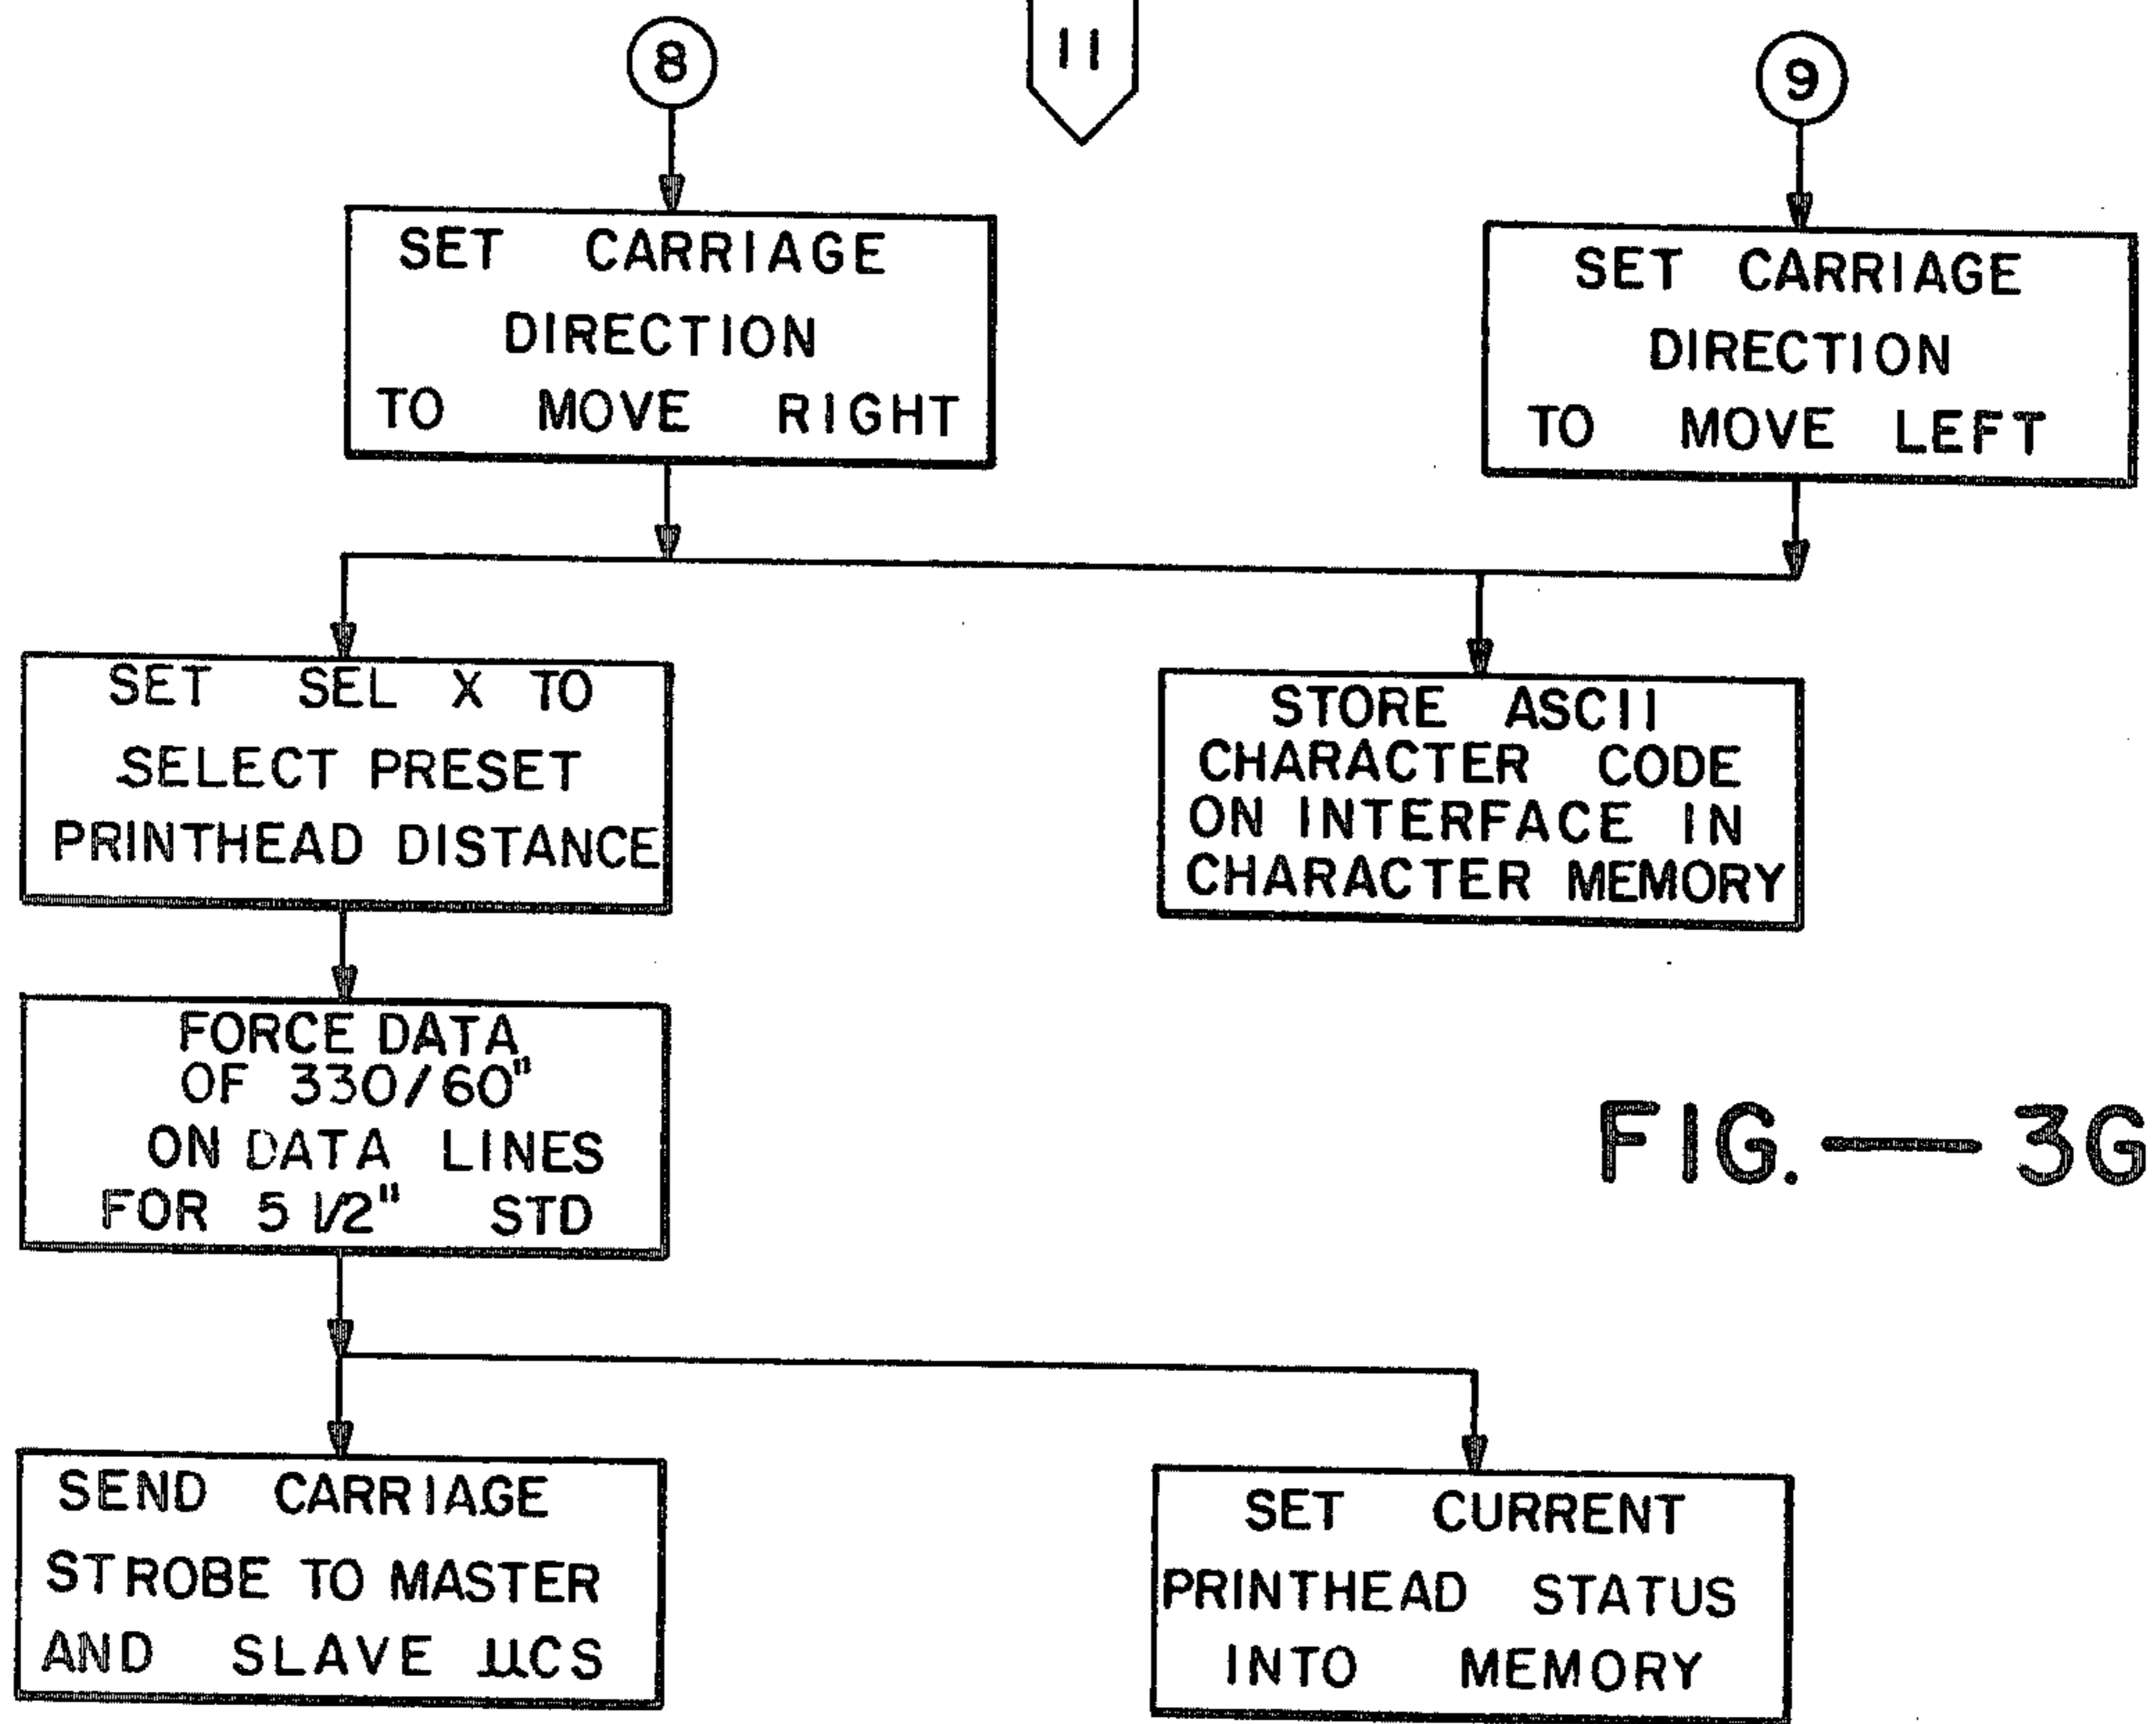 8
11
9
SET CARRIAGE
DIRECTION
TO MOVE RIGHT
SET CARRIAGE
DIRECTION
TO MOVE LEFT
SET SEL X TO
SELECT PRESET
PRINTHEAD DISTANCE
STORE ASCII
CHARACTER CODE
ON INTERFACE IN
CHARACTER MEMORY
FORCE DATA
OF 330/60"
ON DATA LINES
FOR 5 1/2" STD
FIG.—3G
SEND CARRIAGE
STROBE TO MASTER
AND SLAVE µCS
SET CURRENT
PRINTHEAD STATUS
INTO MEMORY